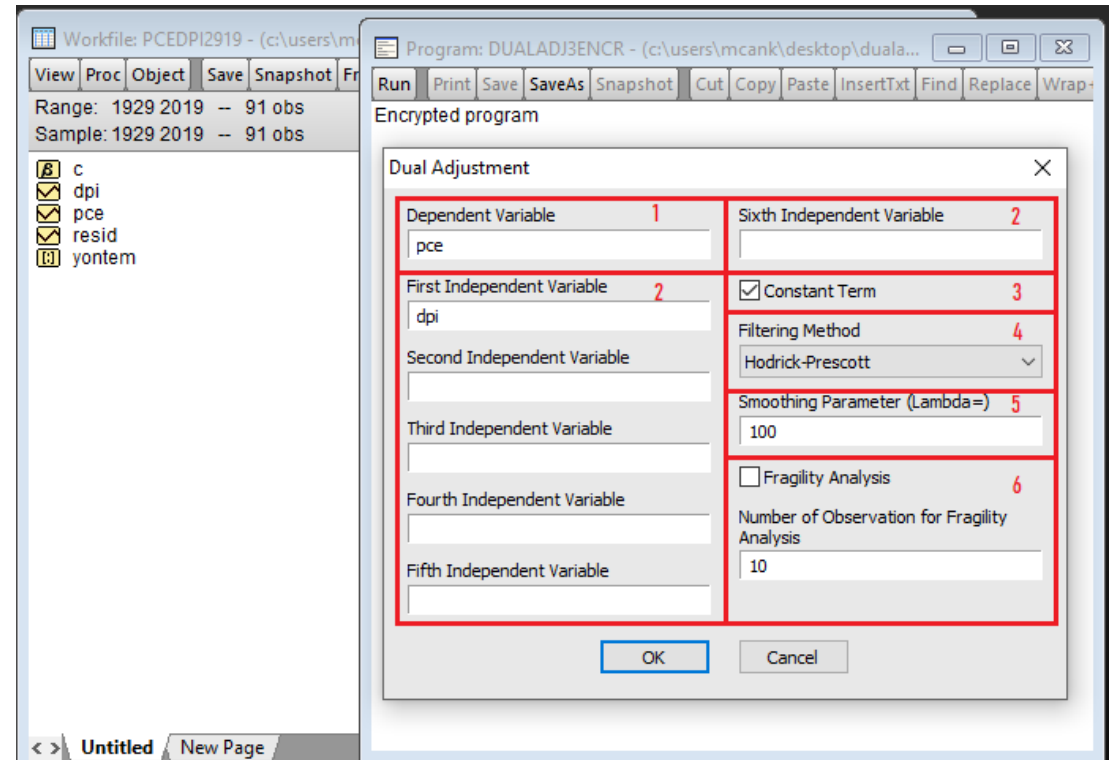 Workfile: PCEDPI2919 - (c:\users\m
View Proc Object Save Snapshot Fr
Range: 1929 2019 -- 91 obs
Sample: 1929 2019 -- 91 obs
β c
dpi
pce
resid
yontem
Untitled New Page
Program: DUALADJ3ENCR - (c:\users\mcank\desktop\duala...
Run Print Save SaveAs Snapshot Cut Copy Paste InsertTxt Find Replace Wrap
Encrypted program
Dual Adjustment
Dependent Variable 1
pce
First Independent Variable 2
dpi
Second Independent Variable
Third Independent Variable
Fourth Independent Variable
Fifth Independent Variable
Sixth Independent Variable 2
Constant Term 3
Filtering Method 4
Hodrick-Prescott
Smoothing Parameter (Lambda=) 5
100
Fragility Analysis 6
Number of Observation for Fragility
Analysis
10
OK Cancel